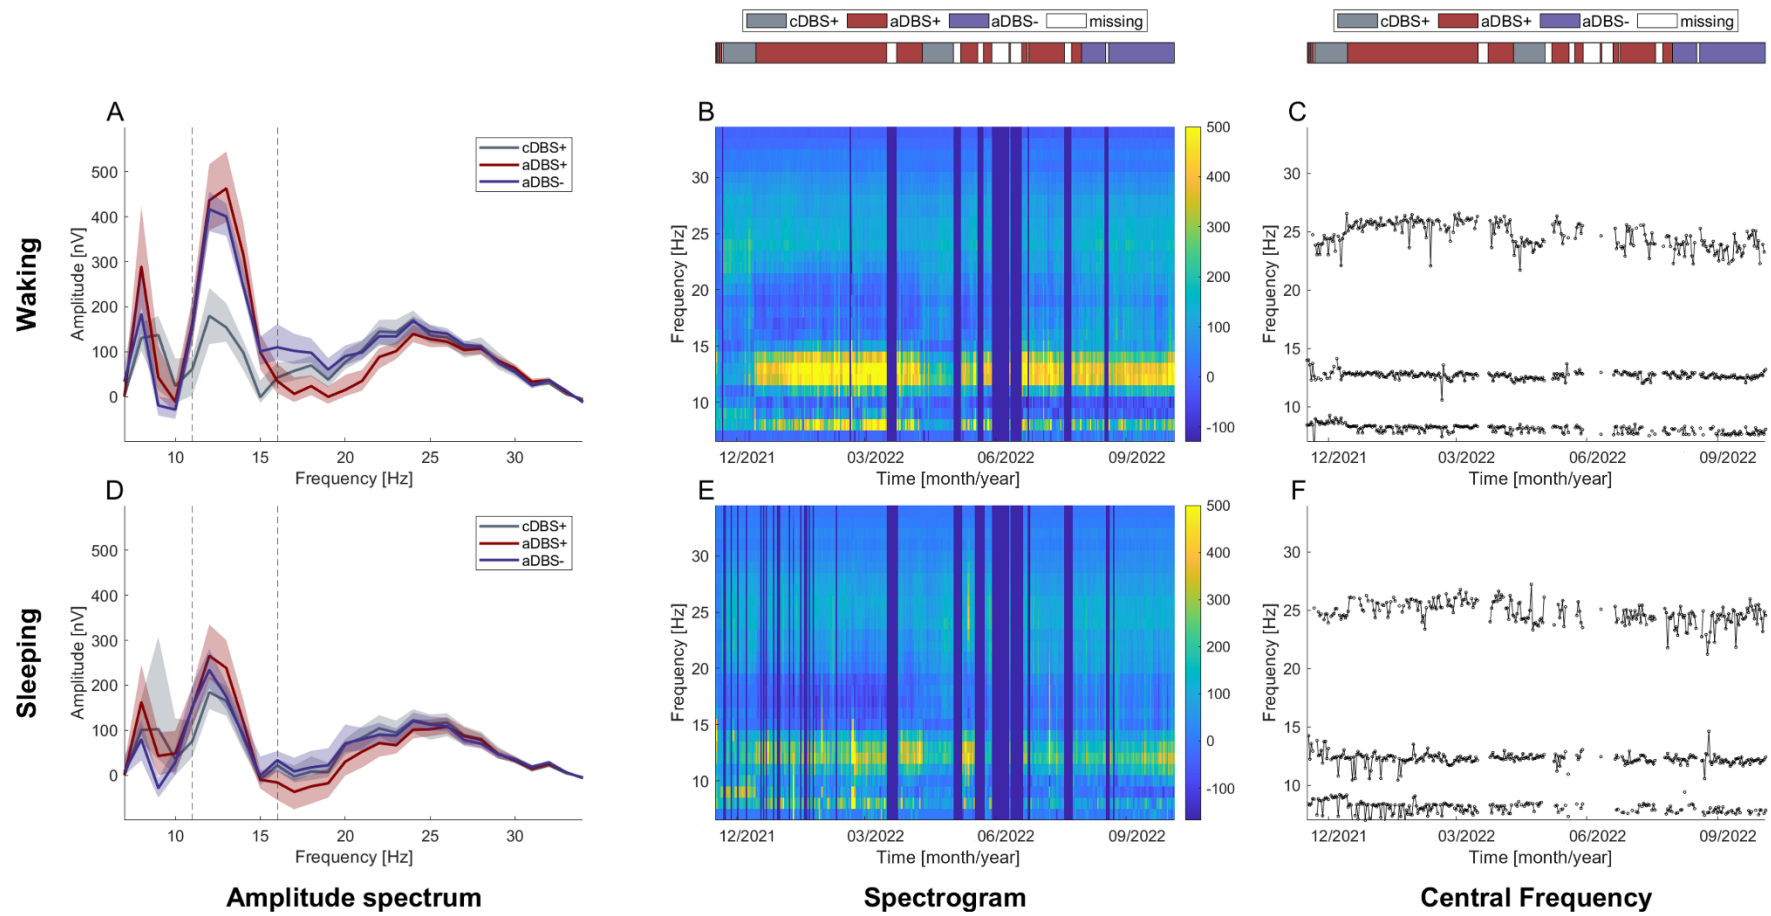 cDBS+ aDBS+ aDBS- missing
cDBS+ aDBS+ aDBS- missing
Waking
A
Amplitude [nV]
500
400
300
200
100
0
10 15 20 25 30
Frequency [Hz]
cDBS+
aDBS+
aDBS-
B
Frequency [Hz]
30
25
20
15
10
12/2021 03/2022 06/2022 09/2022
Time [month/year]
500
400
300
200
100
0
-100
C
Frequency [Hz]
30
25
20
15
10
12/2021 03/2022 06/2022 09/2022
Time [month/year]
Sleeping
D
Amplitude [nV]
500
400
300
200
100
0
10 15 20 25 30
Frequency [Hz]
cDBS+
aDBS+
aDBS-
E
Frequency [Hz]
30
25
20
15
10
12/2021 03/2022 06/2022 09/2022
Time [month/year]
500
400
300
200
100
0
-100
F
Frequency [Hz]
30
25
20
15
10
12/2021 03/2022 06/2022 09/2022
Time [month/year]
Amplitude spectrum
Spectrogram
Central Frequency